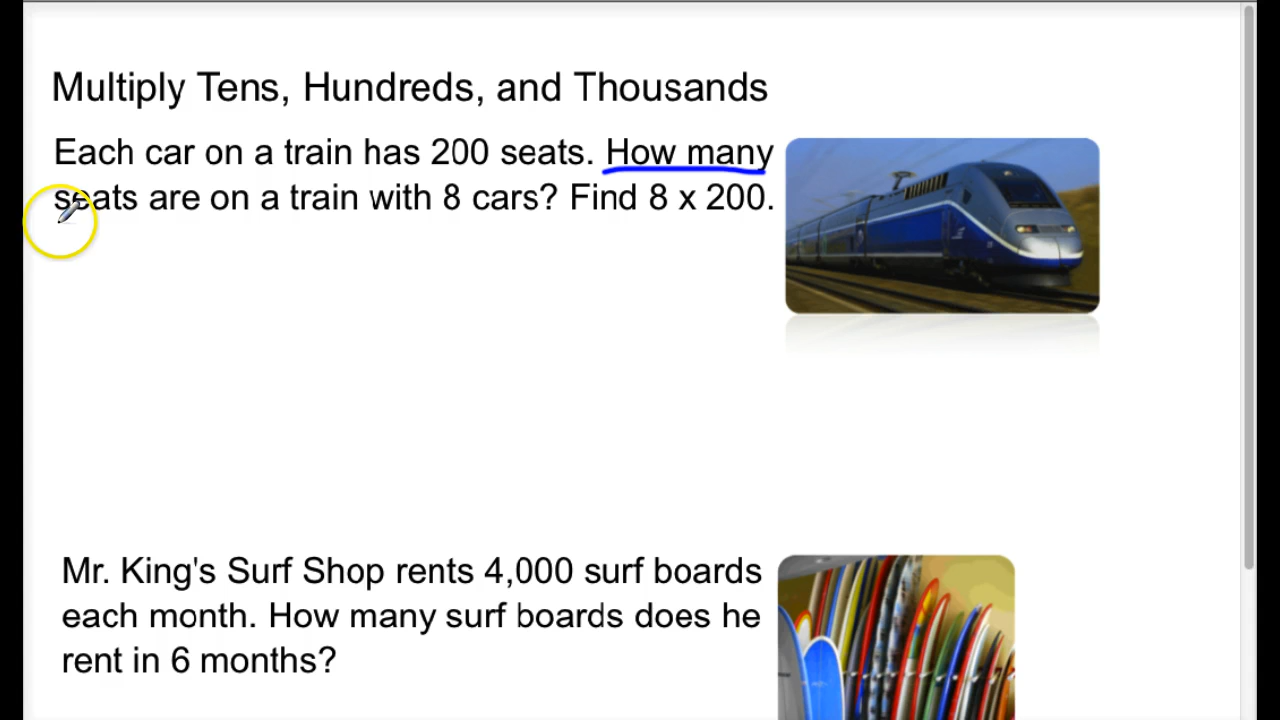 Multiply Tens, Hundreds, and Thousands
Each car on a train has 200 seats. How many
seats are on a train with 8 cars? Find 8 x 200.
Mr. King's Surf Shop rents 4,000 surf boards
each month. How many surf boards does he
rent in 6 months?